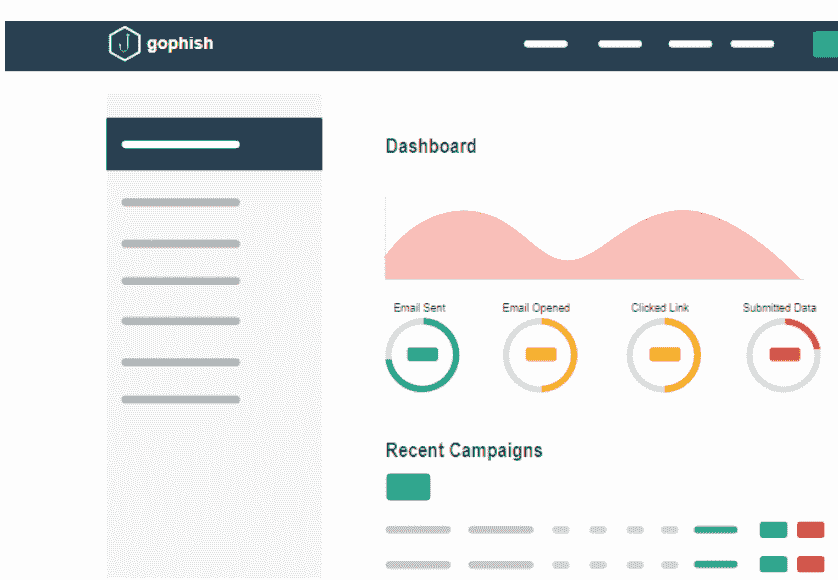 gophish
Dashboard
Email Sent
Email Opened
Clicked Link
Submitted Data
Recent Campaigns